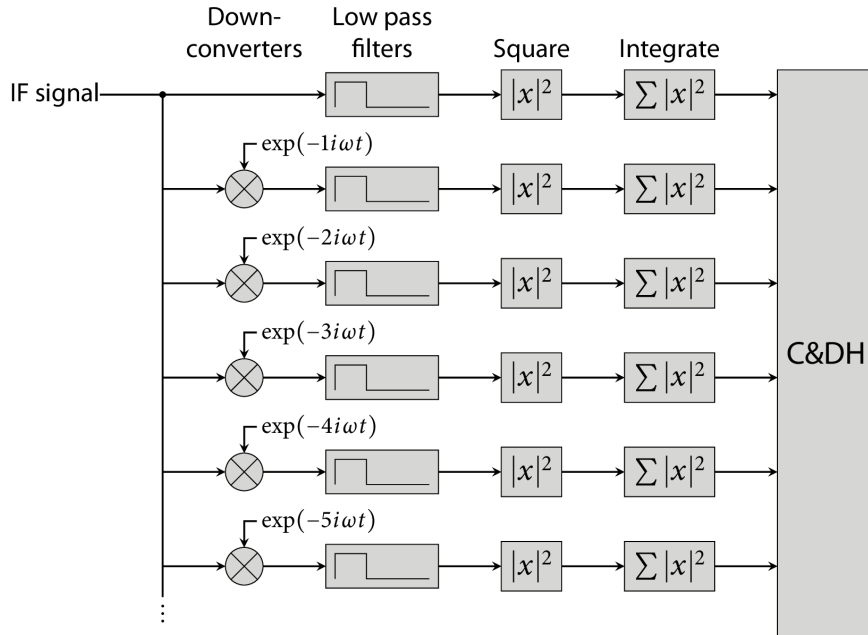 Down-
converters
Low pass
filters
Square
Integrate
IF signal
|x|²
∑ |x|²
exp(−1iωt)
|x|²
∑ |x|²
exp(−2iωt)
|x|²
∑ |x|²
exp(−3iωt)
|x|²
∑ |x|²
C&DH
exp(−4iωt)
|x|²
∑ |x|²
exp(−5iωt)
|x|²
∑ |x|²